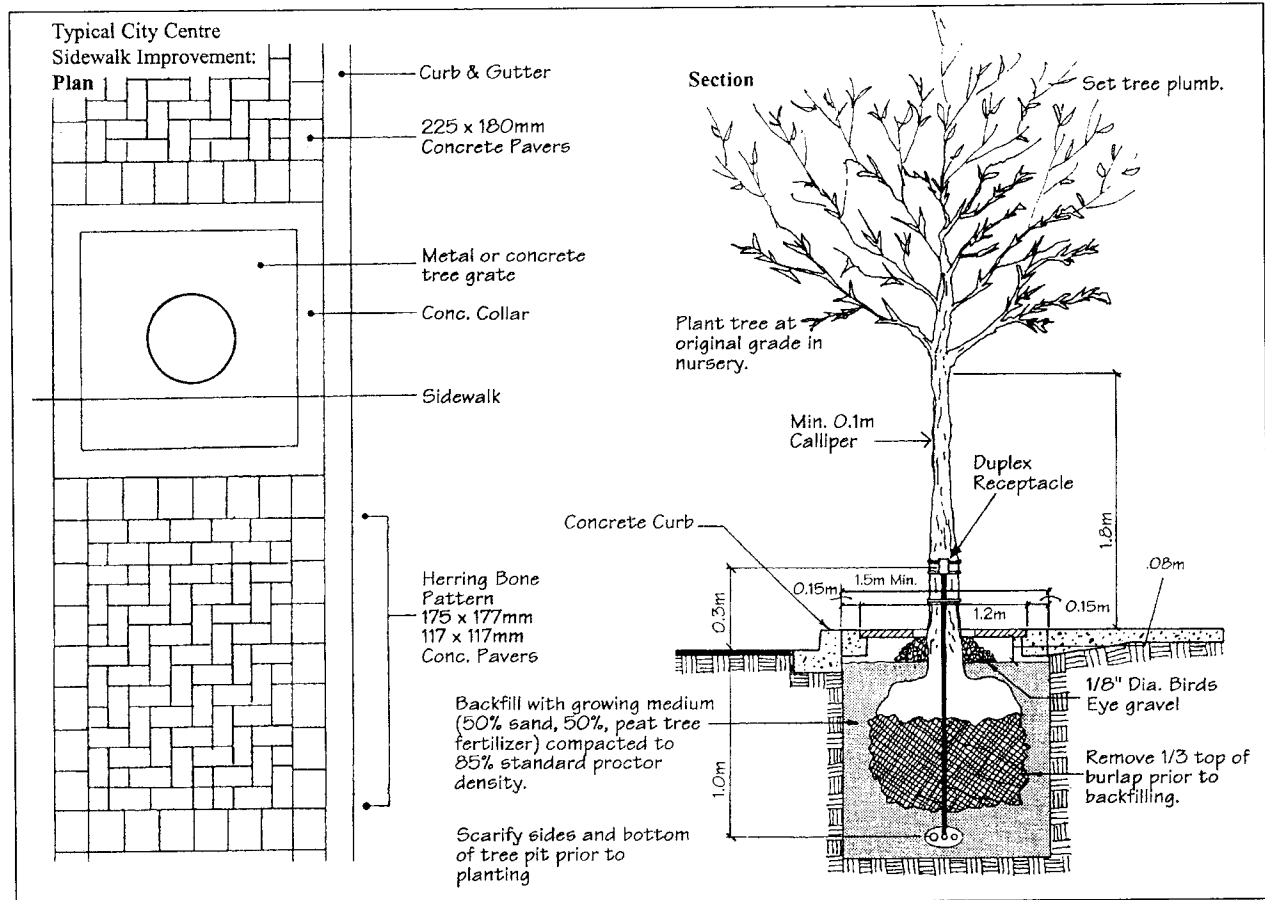 Typical City Centre
Sidewalk Improvement:
Plan
Curb & Gutter
225 x 180mm
Concrete Pavers
Metal or concrete
tree grate
Conc. Collar
Sidewalk
Herring Bone
Pattern
175 x 177mm
117 x 117mm
Conc. Pavers
Section
Set tree plumb.
Plant tree at
original grade in
nursery.
Min. 0.1m
Calliper
Duplex
Receptacle
Concrete Curb
1.8m
.08m
1.5m Min.
0.15m
0.15m
1.2m
0.3m
1/8" Dia. Birds
Eye gravel
Backfill with growing medium
(50% sand, 50%, peat tree
fertilizer) compacted to
85% standard proctor
density.
1.0m
Remove 1/3 top of
burlap prior to
backfilling.
Scarify sides and bottom
of tree pit prior to
planting